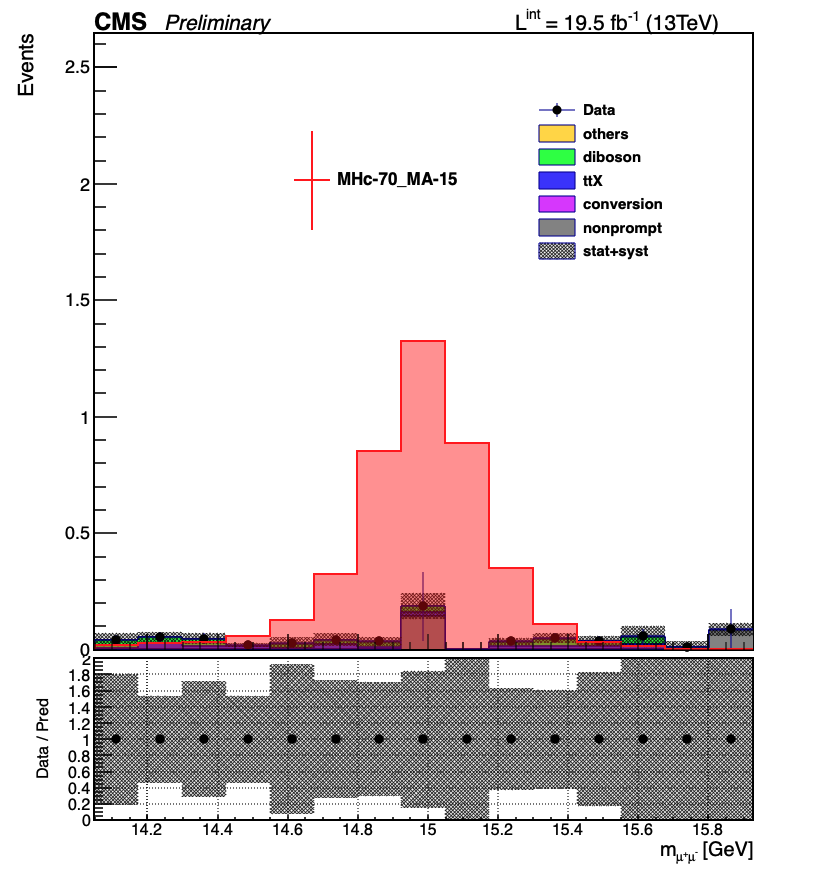 CMS Preliminary L^int = 19.5 fb^-1 (13TeV)
Events
2.5
2
1.5
1
0.5
0
Data
others
diboson
ttX
conversion
nonprompt
stat+syst
MHc-70_MA-15
Data / Pred
2
1.8
1.6
1.4
1.2
1
0.8
0.6
0.4
0.2
0
14.2 14.4 14.6 14.8 15 15.2 15.4 15.6 15.8
m_μ⁺μ⁻ [GeV]